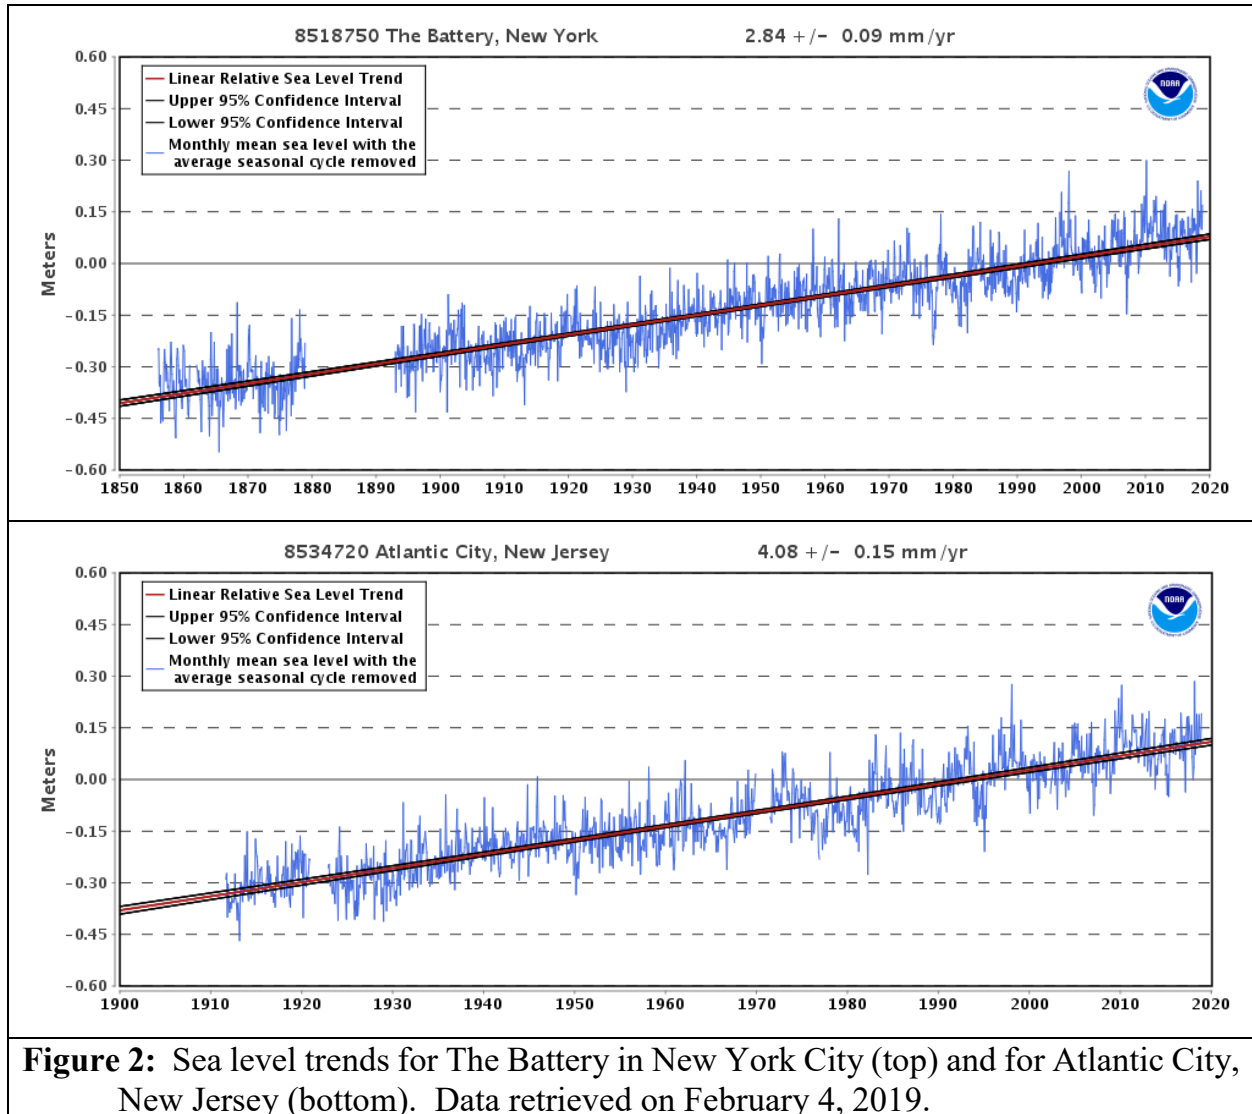 8518750 The Battery, New York 2.84 +/- 0.09 mm/yr
0.60
0.45
0.30
0.15
0.00
-0.15
-0.30
-0.45
-0.60
Meters
Linear Relative Sea Level Trend
Upper 95% Confidence Interval
Lower 95% Confidence Interval
Monthly mean sea level with the
average seasonal cycle removed
NOAA
1850 1860 1870 1880 1890 1900 1910 1920 1930 1940 1950 1960 1970 1980 1990 2000 2010 2020
8534720 Atlantic City, New Jersey 4.08 +/- 0.15 mm/yr
0.60
0.45
0.30
0.15
0.00
-0.15
-0.30
-0.45
-0.60
Meters
Linear Relative Sea Level Trend
Upper 95% Confidence Interval
Lower 95% Confidence Interval
Monthly mean sea level with the
average seasonal cycle removed
NOAA
1900 1910 1920 1930 1940 1950 1960 1970 1980 1990 2000 2010 2020
Figure 2: Sea level trends for The Battery in New York City (top) and for Atlantic City,
New Jersey (bottom). Data retrieved on February 4, 2019.